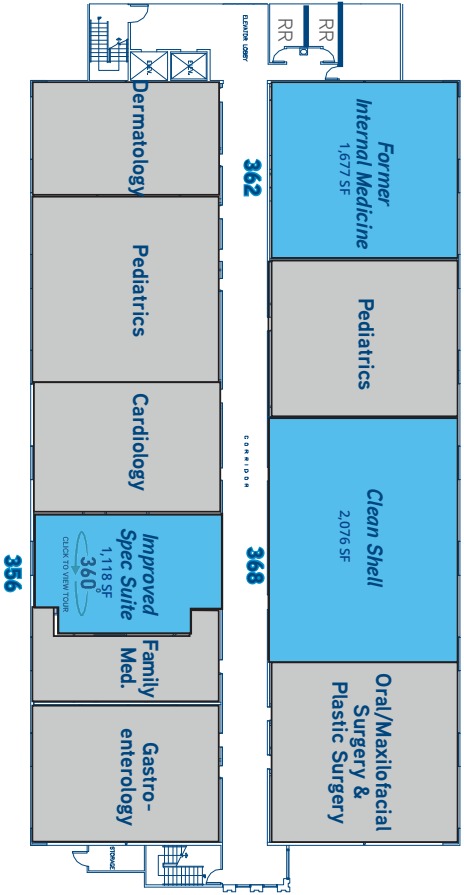 ELEVATOR LOBBY
RR
RR
ELEV.
ELEV.
Dermatology
362
Former
Internal Medicine
1,677 SF
Pediatrics
Pediatrics
Cardiology
CORRIDOR
Clean Shell
2,076 SF
Improved
Spec Suite
1,118 SF
360°
CLICK TO VIEW TOUR
356
368
Family
Med.
Oral/Maxilofacial
Surgery &
Plastic Surgery
Gastro-
enterology
STORAGE